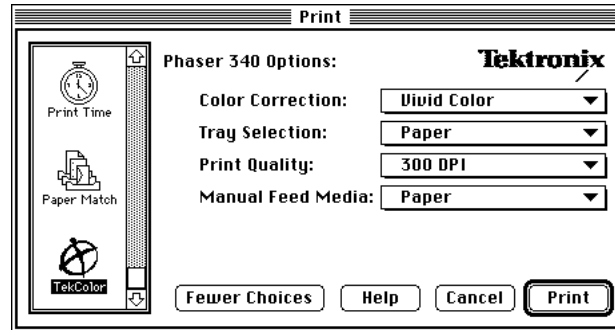 Print
Print Time
Paper Match
TekColor
Phaser 340 Options:
Tektronix
Color Correction: Vivid Color
Tray Selection: Paper
Print Quality: 300 DPI
Manual Feed Media: Paper
Fewer Choices Help Cancel Print